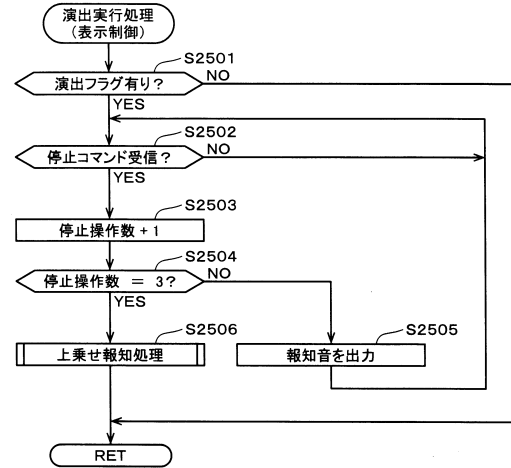 演出実行処理
(表示制御)
S2501
演出フラグ有り?
NO
YES
S2502
停止コマンド受信?
NO
YES
S2503
停止操作数+1
S2504
停止操作数 = 3?
NO
YES
S2506
上乗せ報知処理
S2505
報知音を出力
RET